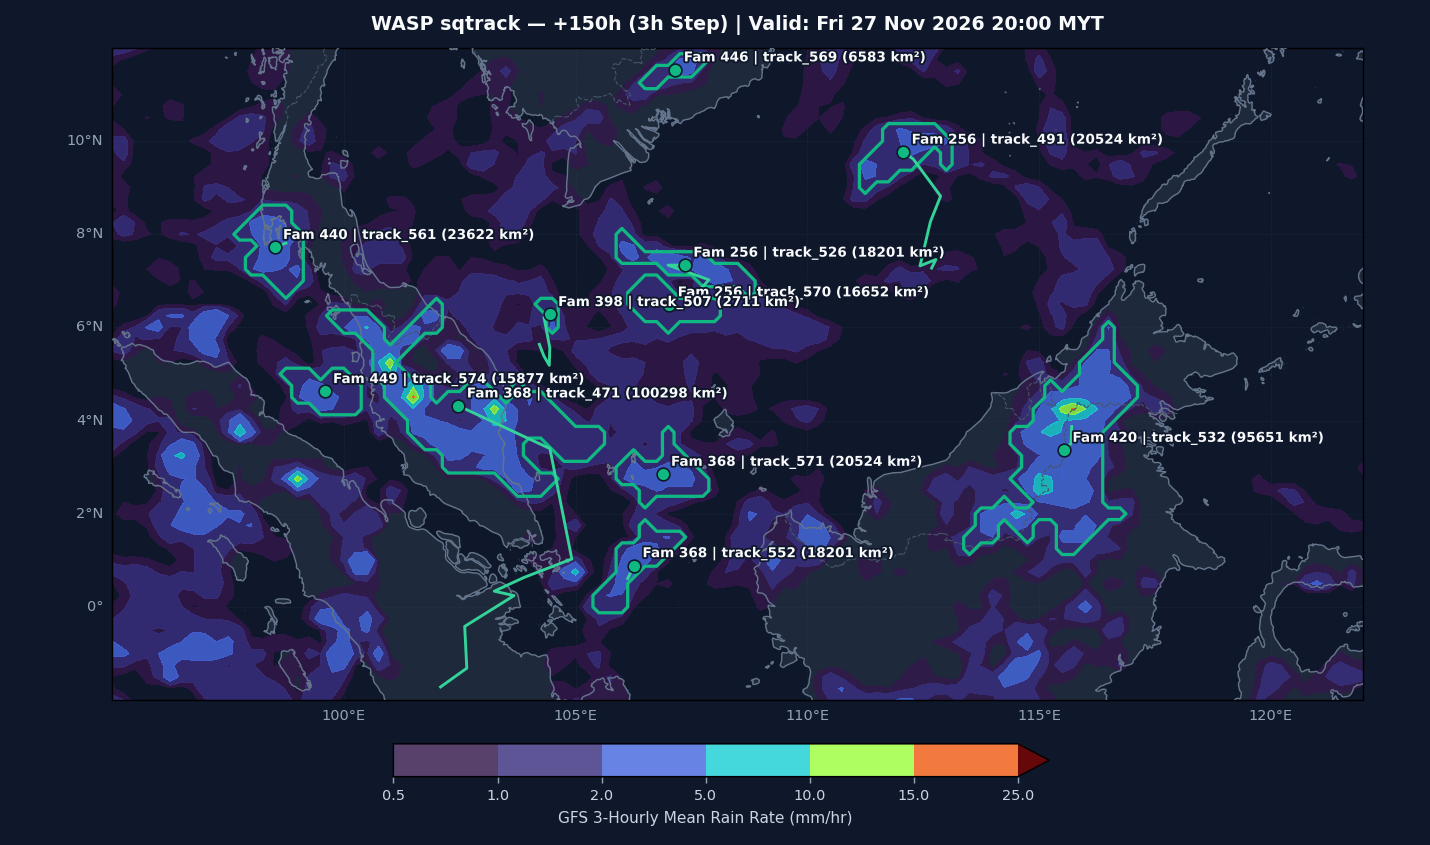 WASP sqtrack — +150h (3h Step) | Valid: Fri 27 Nov 2026 20:00 MYT
Fam 446 | track_569 (6583 km²)
10°N
Fam 256 | track_491 (20524 km²)
8°N
Fam 440 | track_561 (23622 km²)
Fam 256 | track_526 (18201 km²)
Fam 256 | track_570 (16652 km²)
Fam 398 | track_507 (2711 km²)
6°N
Fam 449 | track_574 (15877 km²)
Fam 368 | track_471 (100298 km²)
4°N
Fam 420 | track_532 (95651 km²)
Fam 368 | track_571 (20524 km²)
2°N
Fam 368 | track_552 (18201 km²)
0°
100°E 105°E 110°E 115°E 120°E
0.5 1.0 2.0 5.0 10.0 15.0 25.0
GFS 3-Hourly Mean Rain Rate (mm/hr)